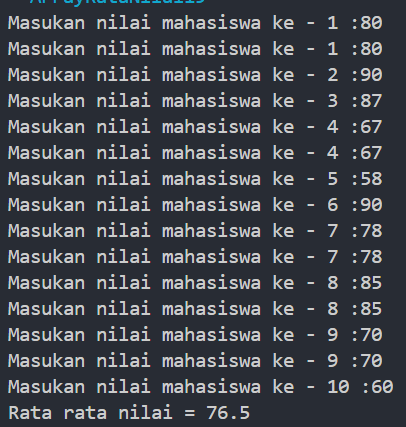 ArrayRataNilai19
Masukan nilai mahasiswa ke - 1 :80
Masukan nilai mahasiswa ke - 1 :80
Masukan nilai mahasiswa ke - 2 :90
Masukan nilai mahasiswa ke - 3 :87
Masukan nilai mahasiswa ke - 4 :67
Masukan nilai mahasiswa ke - 4 :67
Masukan nilai mahasiswa ke - 5 :58
Masukan nilai mahasiswa ke - 6 :90
Masukan nilai mahasiswa ke - 7 :78
Masukan nilai mahasiswa ke - 7 :78
Masukan nilai mahasiswa ke - 8 :85
Masukan nilai mahasiswa ke - 8 :85
Masukan nilai mahasiswa ke - 9 :70
Masukan nilai mahasiswa ke - 9 :70
Masukan nilai mahasiswa ke - 10 :60
Rata rata nilai = 76.5